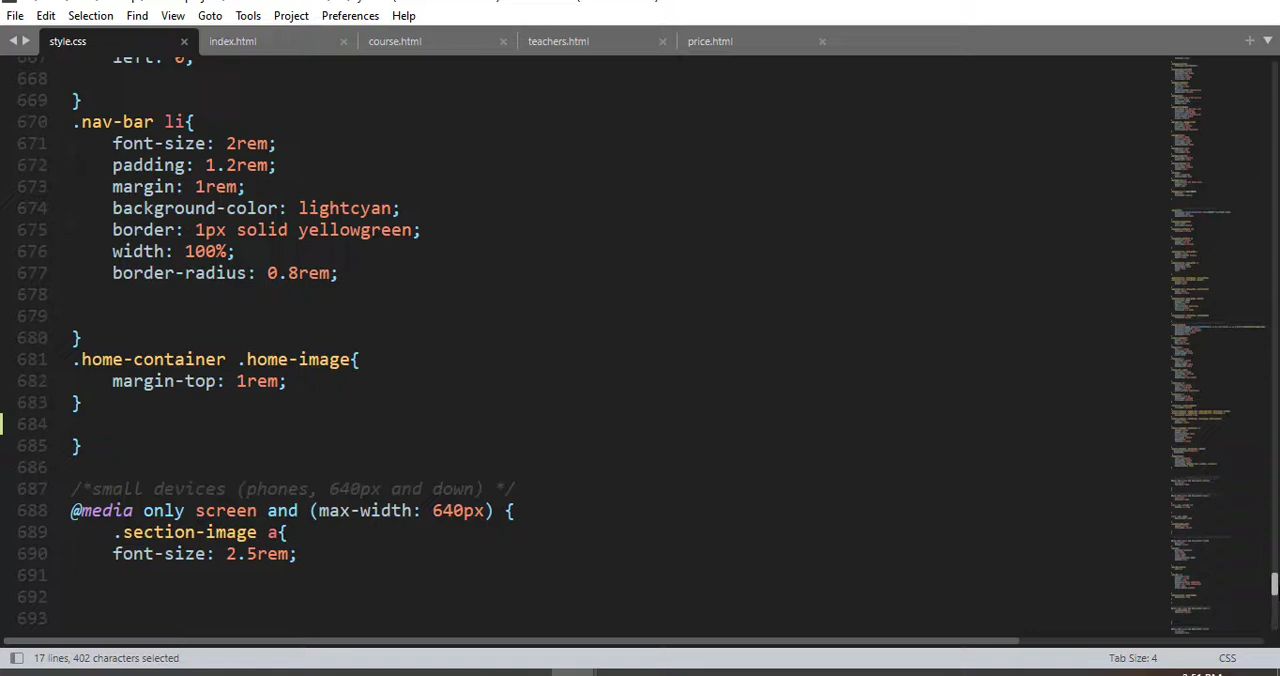 File Edit Selection Find View Goto Tools Project Preferences Help
style.css index.html course.html teachers.html price.html
667 left: 0;
668
669 }
670 .nav-bar li{
671 font-size: 2rem;
672 padding: 1.2rem;
673 margin: 1rem;
674 background-color: lightcyan;
675 border: 1px solid yellowgreen;
676 width: 100%;
677 border-radius: 0.8rem;
678
679
680 }
681 .home-container .home-image{
682 margin-top: 1rem;
683 }
684
685 }
686
687 /*small devices (phones, 640px and down) */
688 @media only screen and (max-width: 640px) {
689 .section-image a{
690 font-size: 2.5rem;
691
692
693
17 lines, 402 characters selected Tab Size: 4 CSS